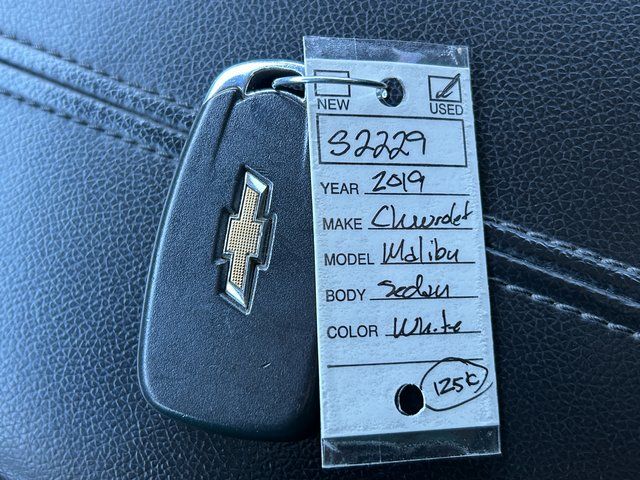 NEW USED
S2229
YEAR 2019
MAKE Chevrolet
MODEL Malibu
BODY Sedan
COLOR White
125K